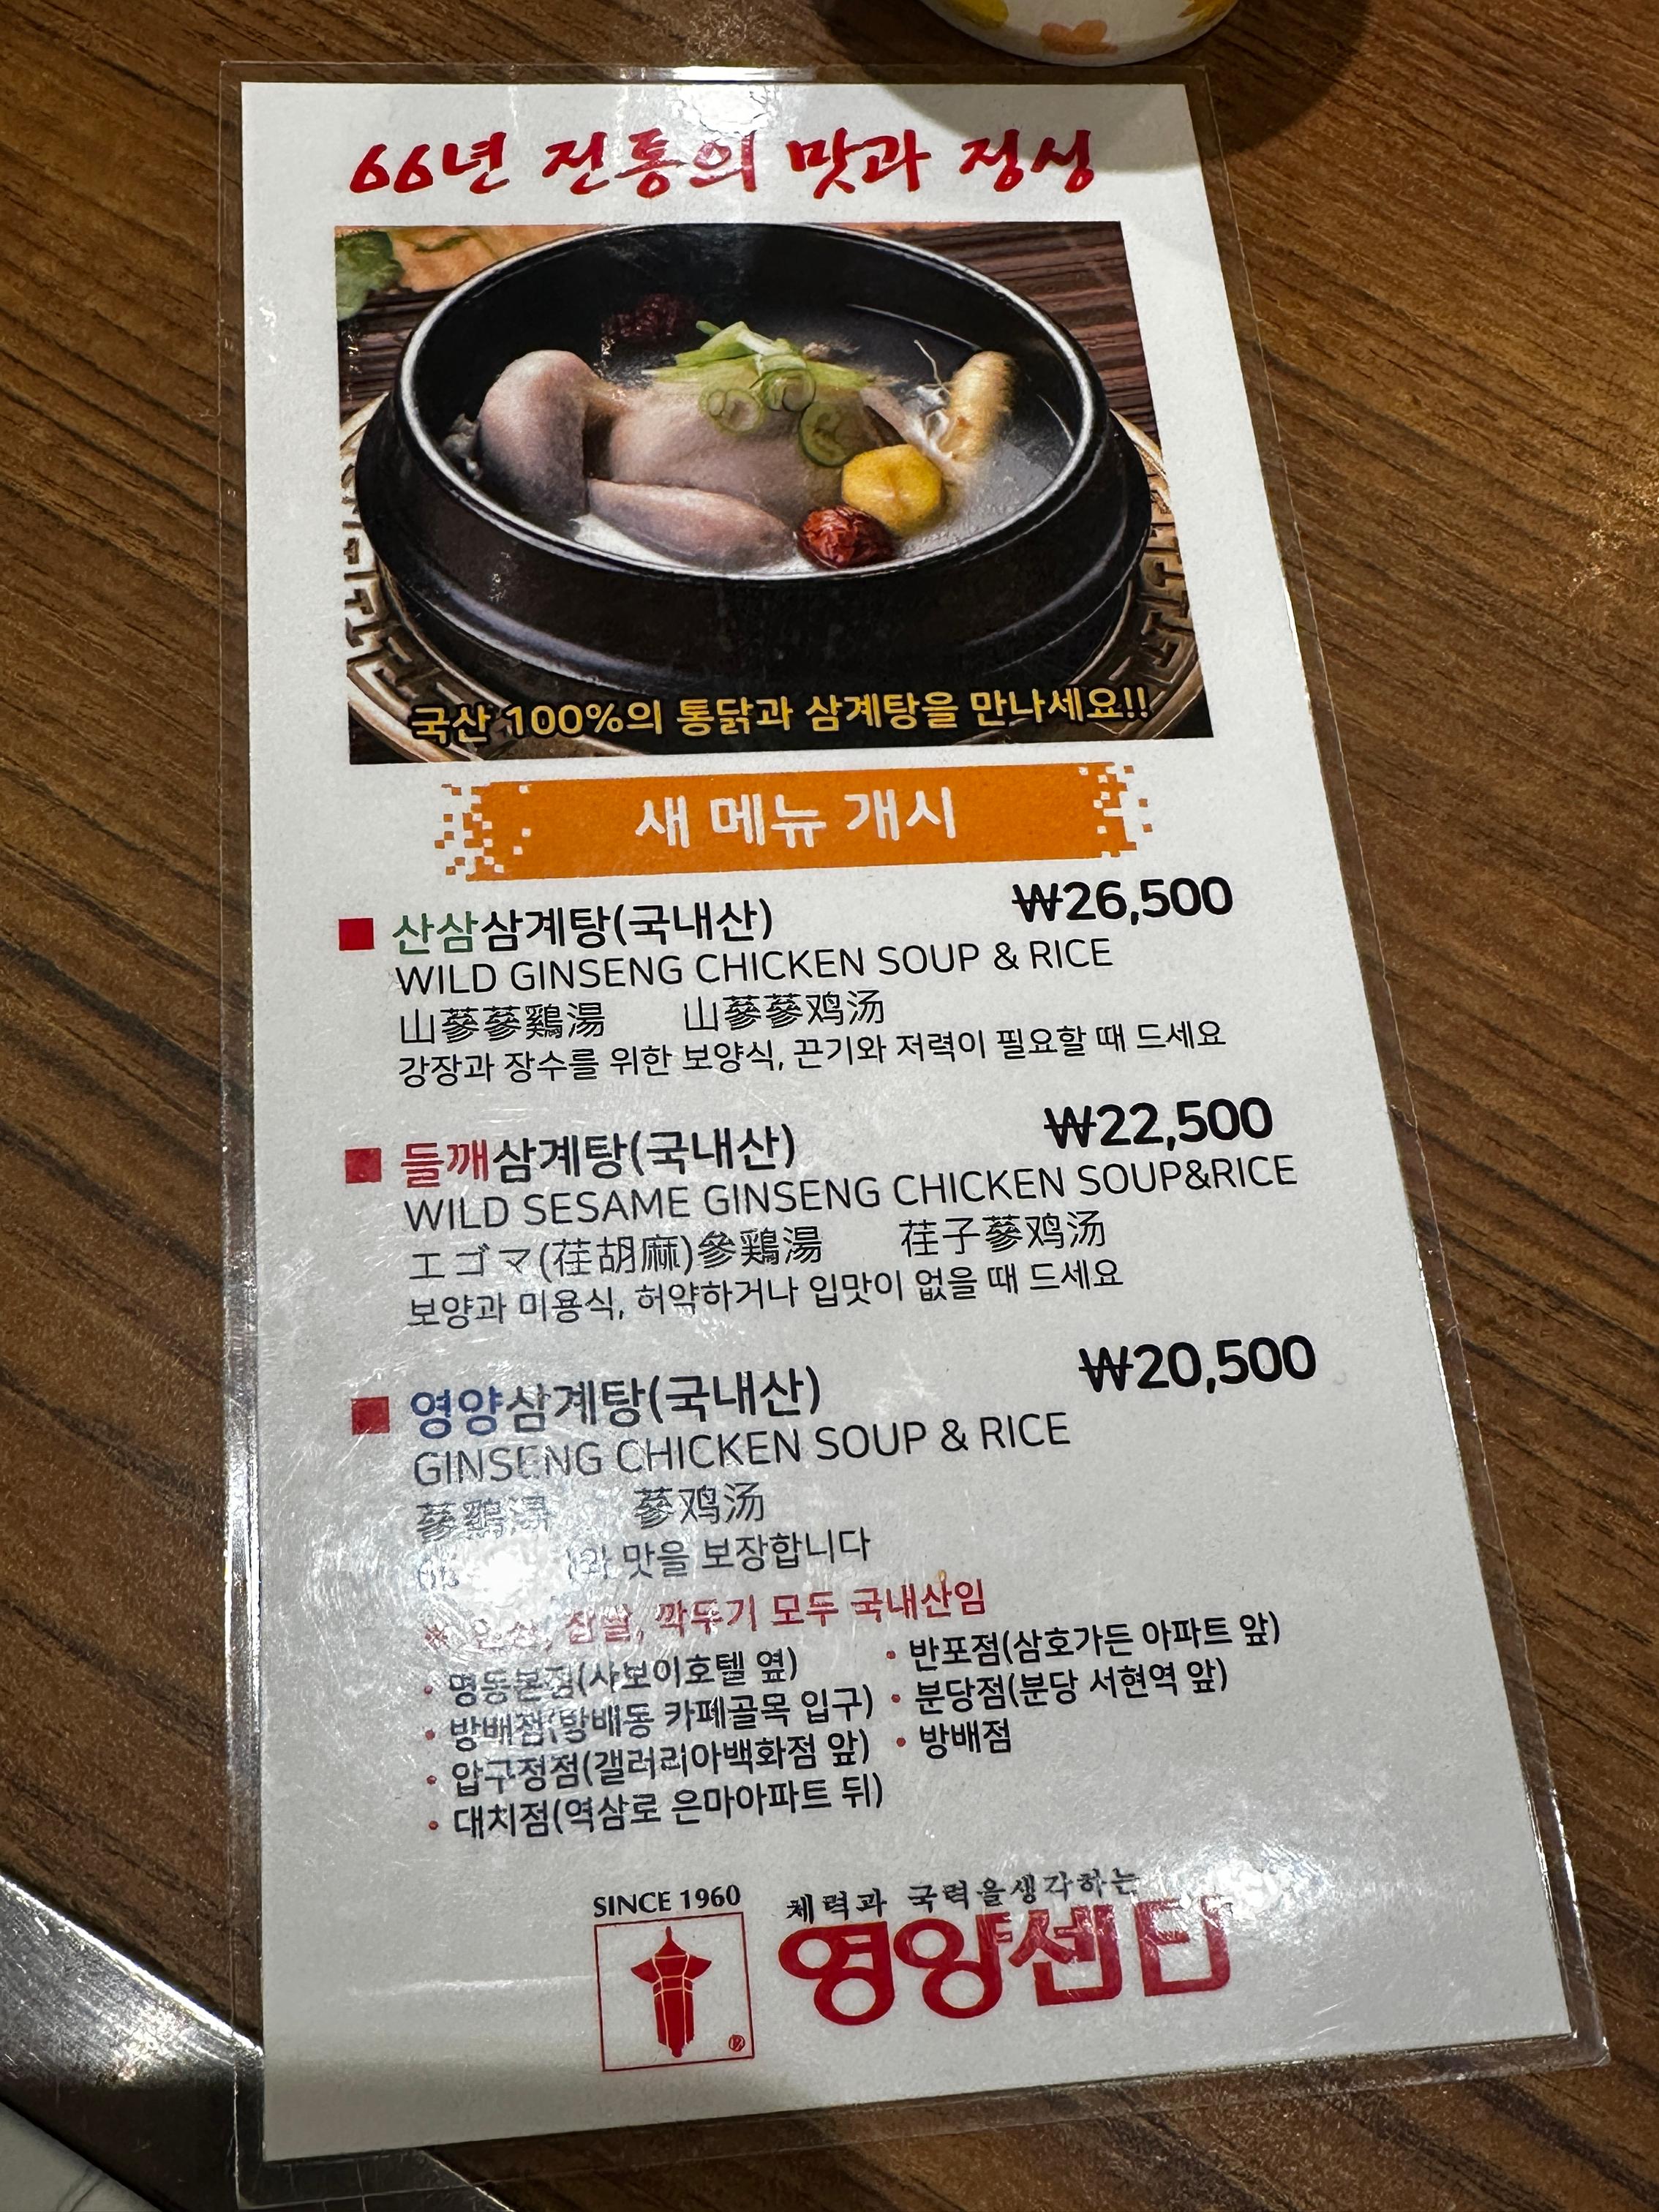 66년 전통의 맛과 정성
국산 100%의 통닭과 삼계탕을 만나세요!!
새 메뉴 개시
산삼삼계탕(국내산) ₩26,500
WILD GINSENG CHICKEN SOUP & RICE
山蔘蔘鷄湯 山蔘蔘鸡汤
강장과 장수를 위한 보양식, 끈기와 저력이 필요할 때 드세요
들깨삼계탕(국내산) ₩22,500
WILD SESAME GINSENG CHICKEN SOUP&RICE
エゴマ(荏胡麻)參鶏湯 荏子蔘鸡汤
보양과 미용식, 허약하거나 입맛이 없을 때 드세요
영양삼계탕(국내산) ₩20,500
GINSENG CHICKEN SOUP & RICE
蔘鷄湯 蔘鸡汤
맛을 보장합니다
※ 찹쌀, 깍두기 모두 국내산임
• 명동본점(사보이호텔 옆)
• 방배점(방배동 카페골목 입구)
• 압구정점(갤러리아백화점 앞)
• 대치점(역삼로 은마아파트 뒤)
• 반포점(삼호가든 아파트 앞)
• 분당점(분당 서현역 앞)
• 방배점
SINCE 1960
체력과 국력을생각하는
영양센타
®